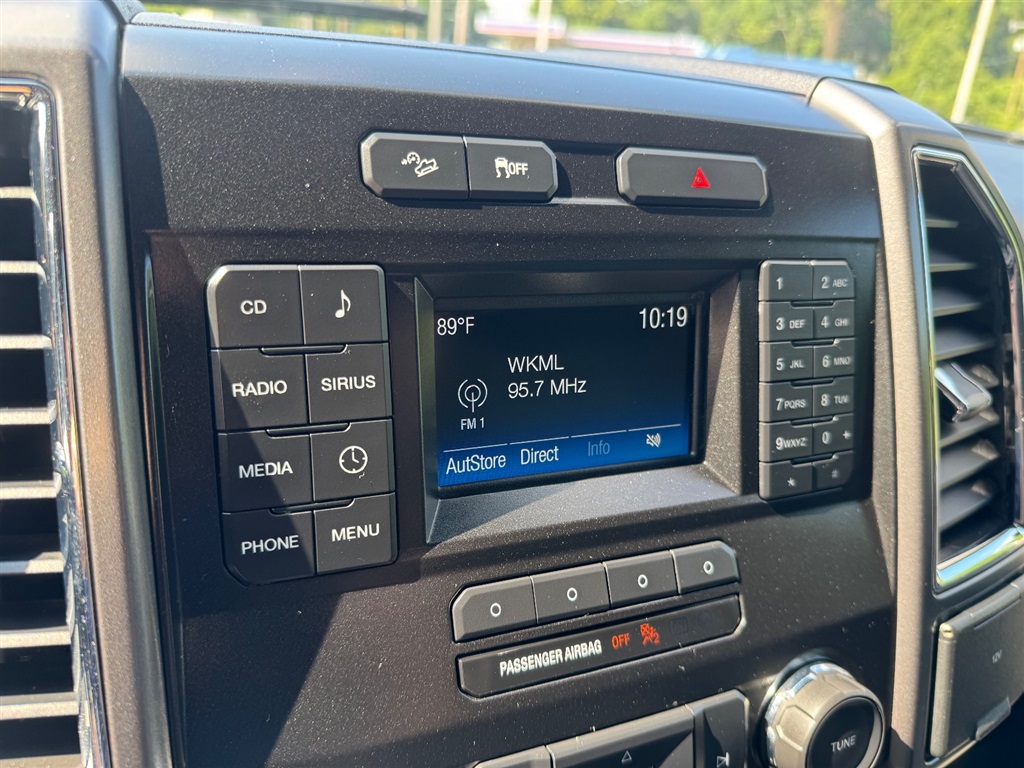 OFF
CD
RADIO SIRIUS
MEDIA
PHONE MENU
89°F 10:19
WKML
95.7 MHz
FM 1
AutStore Direct Info
1 2 ABC
3 DEF 4 GHI
5 JKL 6 MNO
7 PQRS 8 TUV
9 WXYZ 0 +
*
PASSENGER AIRBAG OFF 2
TUNE
12V